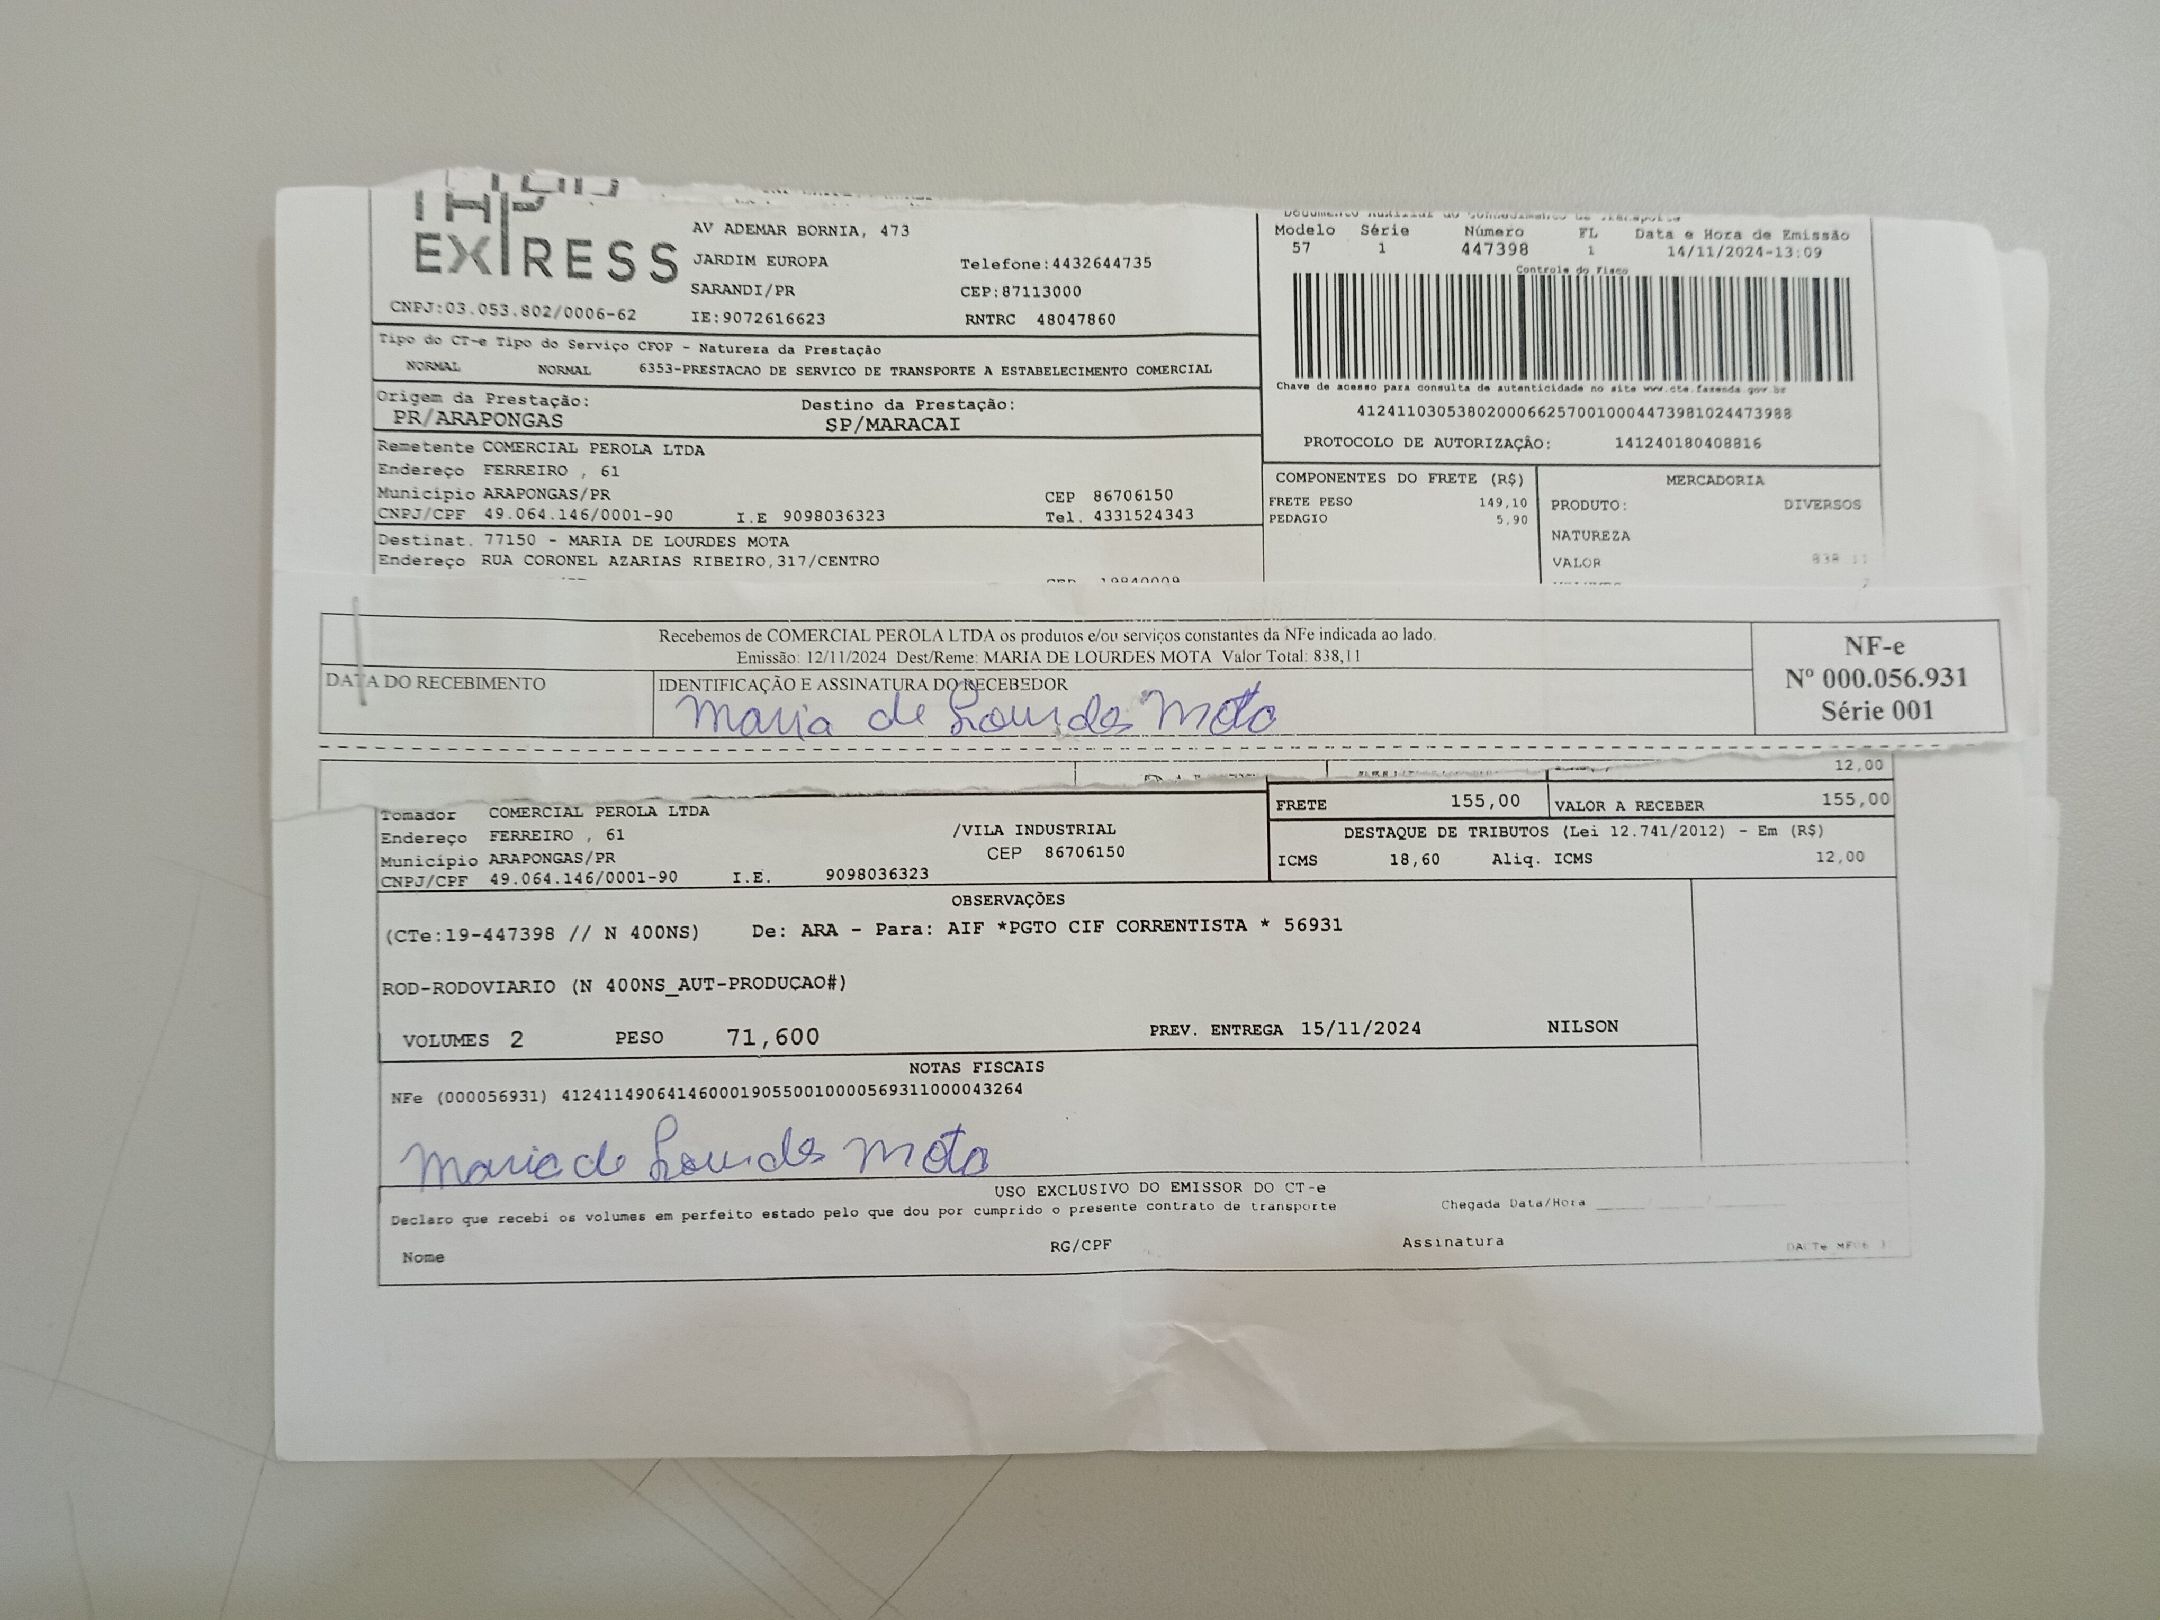 EXPRESS
AV ADEMAR BORNIA, 473
JARDIM EUROPA
Telefone:4432644735
SARANDI/PR
CEP:87113000
CNPJ:03.053.802/0006-62
IE:9072616623
RNTRC 48047860
Modelo Série Número FL Data e Hora de Emissão
57 1 447398 1 14/11/2024-13:09
Controle do Fisco
Chave de acesso para consulta de autenticidade no site www.cte.fazenda.gov.br
41241103053802000662570010004473981024473988
PROTOCOLO DE AUTORIZAÇÃO: 141240180408816
Tipo do CT-e Tipo do Serviço CFOP - Natureza da Prestação
NORMAL NORMAL 6353-PRESTACAO DE SERVICO DE TRANSPORTE A ESTABELECIMENTO COMERCIAL
Origem da Prestação: Destino da Prestação:
PR/ARAPONGAS SP/MARACAI
Remetente COMERCIAL PEROLA LTDA
Endereço FERREIRO , 61
Município ARAPONGAS/PR CEP 86706150
CNPJ/CPF 49.064.146/0001-90 I.E 9098036323 Tel. 4331524343
Destinat. 77150 - MARIA DE LOURDES MOTA
Endereço RUA CORONEL AZARIAS RIBEIRO,317/CENTRO
COMPONENTES DO FRETE (R$)
FRETE PESO 149,10
PEDAGIO 5,90
MERCADORIA
PRODUTO: DIVERSOS
NATUREZA
VALOR 838
Recebemos de COMERCIAL PEROLA LTDA os produtos e/ou serviços constantes da NFe indicada ao lado.
Emissão: 12/11/2024 Dest/Reme: MARIA DE LOURDES MOTA Valor Total: 838,11
DATA DO RECEBIMENTO
IDENTIFICAÇÃO E ASSINATURA DO RECEBEDOR
Maria de Lourdes Mota
NF-e
Nº 000.056.931
Série 001
12,00
Tomador COMERCIAL PEROLA LTDA
Endereço FERREIRO , 61 /VILA INDUSTRIAL
Município ARAPONGAS/PR CEP 86706150
CNPJ/CPF 49.064.146/0001-90 I.E. 9098036323
FRETE 155,00 VALOR A RECEBER 155,00
DESTAQUE DE TRIBUTOS (Lei 12.741/2012) - Em (R$)
ICMS 18,60 Aliq. ICMS 12,00
OBSERVAÇÕES
(CTe:19-447398 // N 400NS) De: ARA - Para: AIF *PGTO CIF CORRENTISTA * 56931
ROD-RODOVIARIO (N 400NS_AUT-PRODUCAO#)
VOLUMES 2 PESO 71,600 PREV. ENTREGA 15/11/2024 NILSON
NOTAS FISCAIS
NFe (000056931) 41241149064146000190550010000569311000043264
Maria de Lourdes Mota
USO EXCLUSIVO DO EMISSOR DO CT-e
Declaro que recebi os volumes em perfeito estado pelo que dou por cumprido o presente contrato de transporte
Chegada Data/Hora
Nome RG/CPF Assinatura